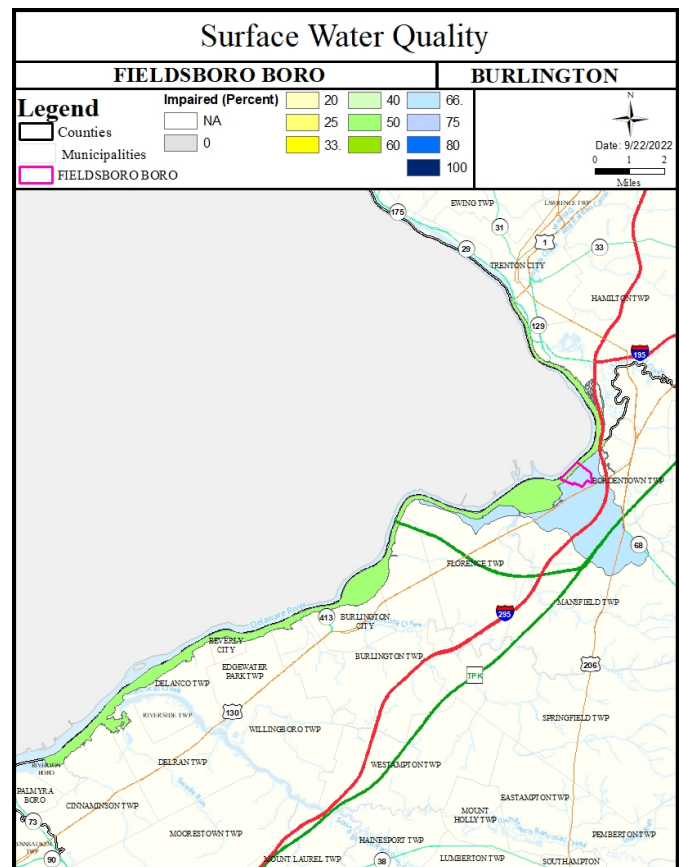 Surface Water Quality
FIELDSBORO BORO
BURLINGTON
Legend
Counties
Municipalities
FIELDSBORO BORO
Impaired (Percent)
NA
0
20
25
33.
40
50
60
66.
75
80
100
N
Date: 9/22/2022
0 1 2
Miles
EWING TWP
LAWRENCE TWP
175
31
29
1
33
TRENTON CITY
HAMILTON TWP
129
195
BORDENTOWN TWP
68
FLORENCE TWP
MANSFIELD TWP
295
Delaware River
413
BURLINGTON
CITY
BEVERLY
CITY
EDGEWATER
PARK TWP
BURLINGTON TWP
206
DELANCO TWP
TPK
RIVERSIDE TWP
130
WILLINGBORO TWP
SPRINGFIELD TWP
DELRAN TWP
WESTAMPTON TWP
RIVERTON
BORO
PALMYRA
BORO
CINNAMINSON TWP
EASTAMPTON TWP
MOUNT
HOLLY TWP
73
MOORESTOWN TWP
HAINESPORT TWP
PEMBERTON TWP
90
MOUNT LAUREL TWP
38
LUMBERTON TWP
SOUTHAMPTON